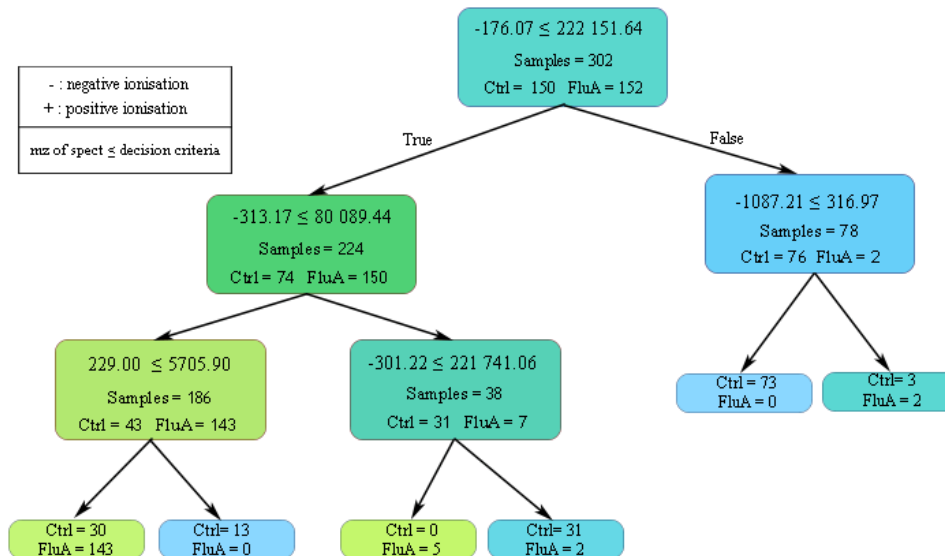 -176.07 ≤ 222 151.64
Samples = 302
Ctrl = 150 FluA = 152
- : negative ionisation
+ : positive ionisation
mz of spect ≤ decision criteria
True
False
-313.17 ≤ 80 089.44
Samples = 224
Ctrl = 74 FluA = 150
-1087.21 ≤ 316.97
Samples = 78
Ctrl = 76 FluA = 2
229.00 ≤ 5705.90
Samples = 186
Ctrl = 43 FluA = 143
-301.22 ≤ 221 741.06
Samples = 38
Ctrl = 31 FluA = 7
Ctrl = 73
FluA = 0
Ctrl= 3
FluA = 2
Ctrl = 30
FluA = 143
Ctrl= 13
FluA = 0
Ctrl = 0
FluA = 5
Ctrl= 31
FluA = 2